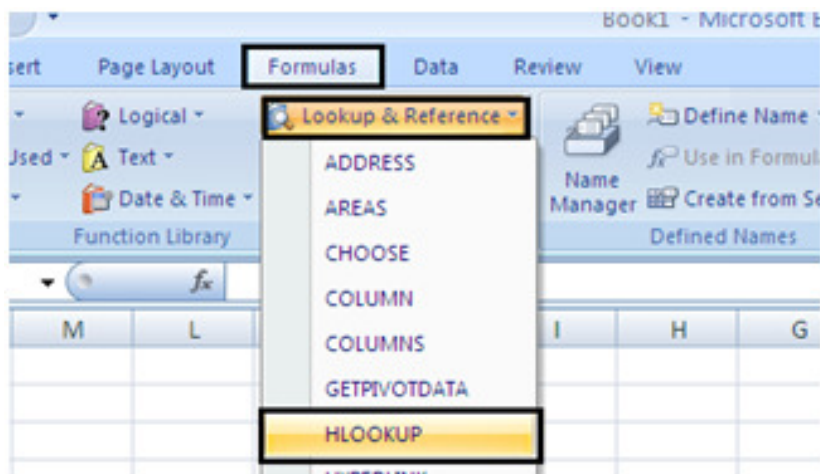 Book1 - Microsoft E
sert Page Layout Formulas Data Review View
Logical Lookup & Reference Define Name
Used Text Use in Formul
Date & Time Name Manager Create from Se
Function Library Defined Names
fx
M L I H G
ADDRESS
AREAS
CHOOSE
COLUMN
COLUMNS
GETPIVOTDATA
HLOOKUP
HYPERLINK